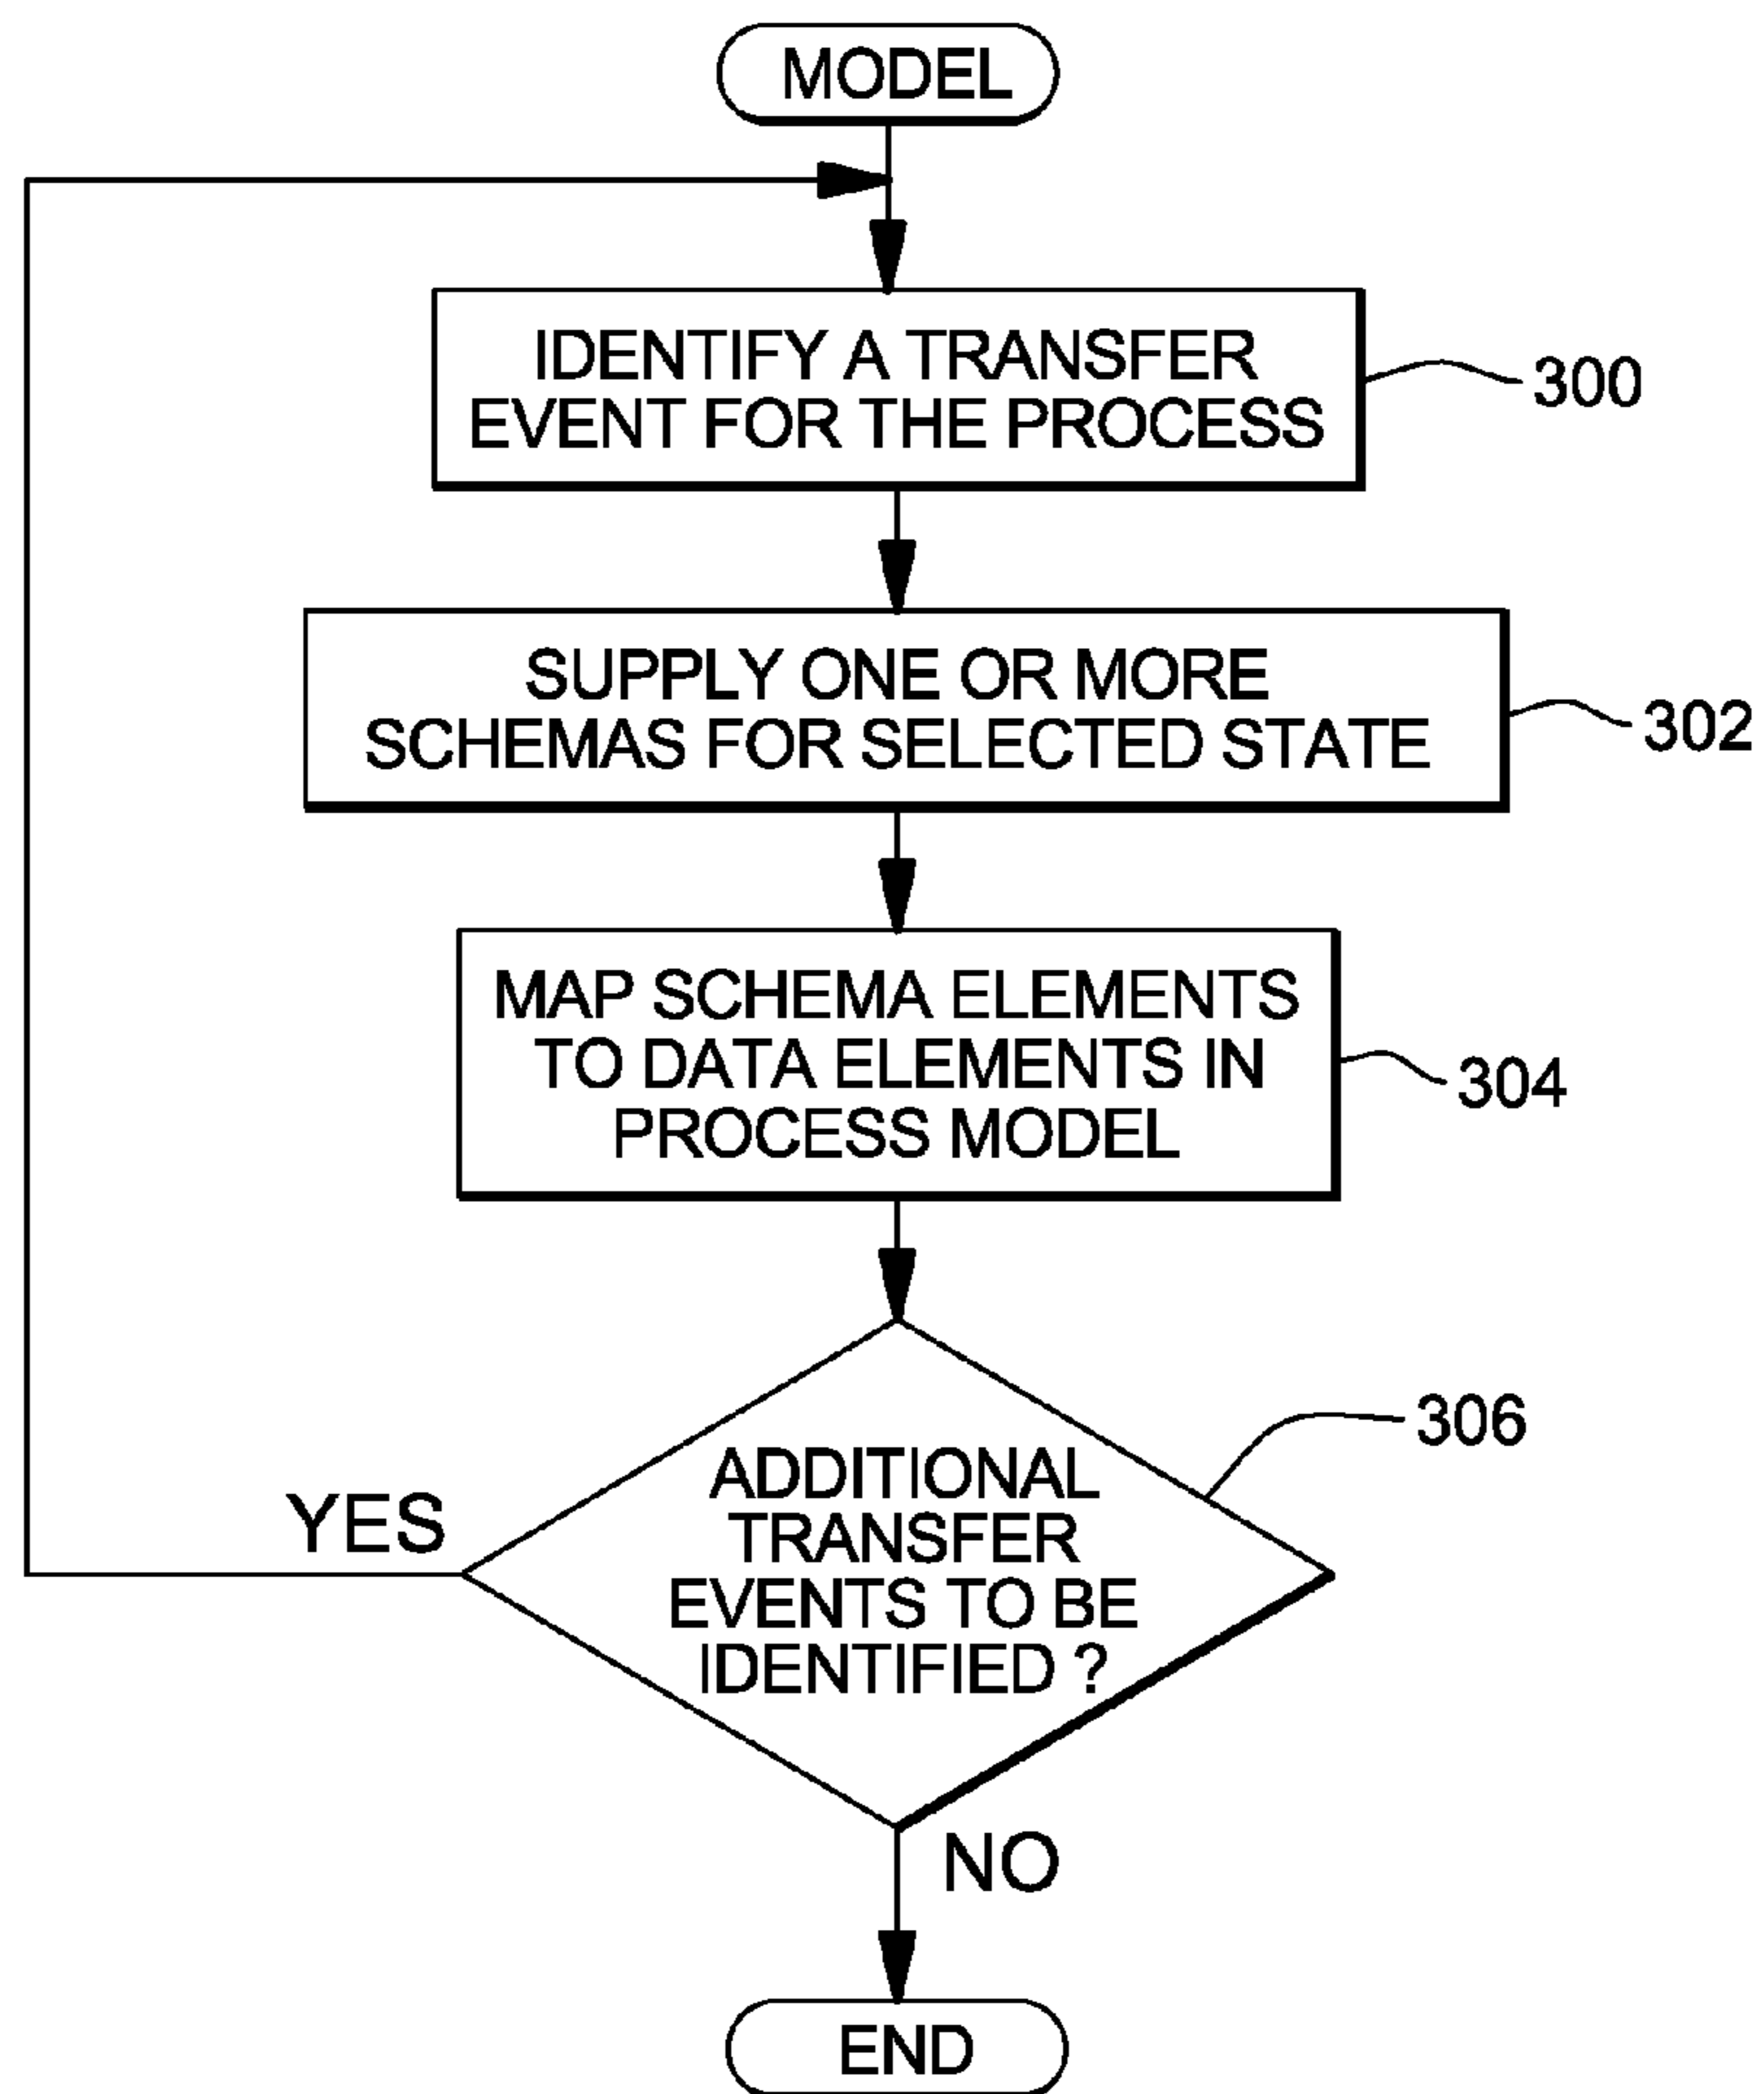 MODEL
IDENTIFY A TRANSFER
EVENT FOR THE PROCESS
300
SUPPLY ONE OR MORE
SCHEMAS FOR SELECTED STATE
302
MAP SCHEMA ELEMENTS
TO DATA ELEMENTS IN
PROCESS MODEL
304
306
ADDITIONAL
TRANSFER
EVENTS TO BE
IDENTIFIED ?
YES
NO
END